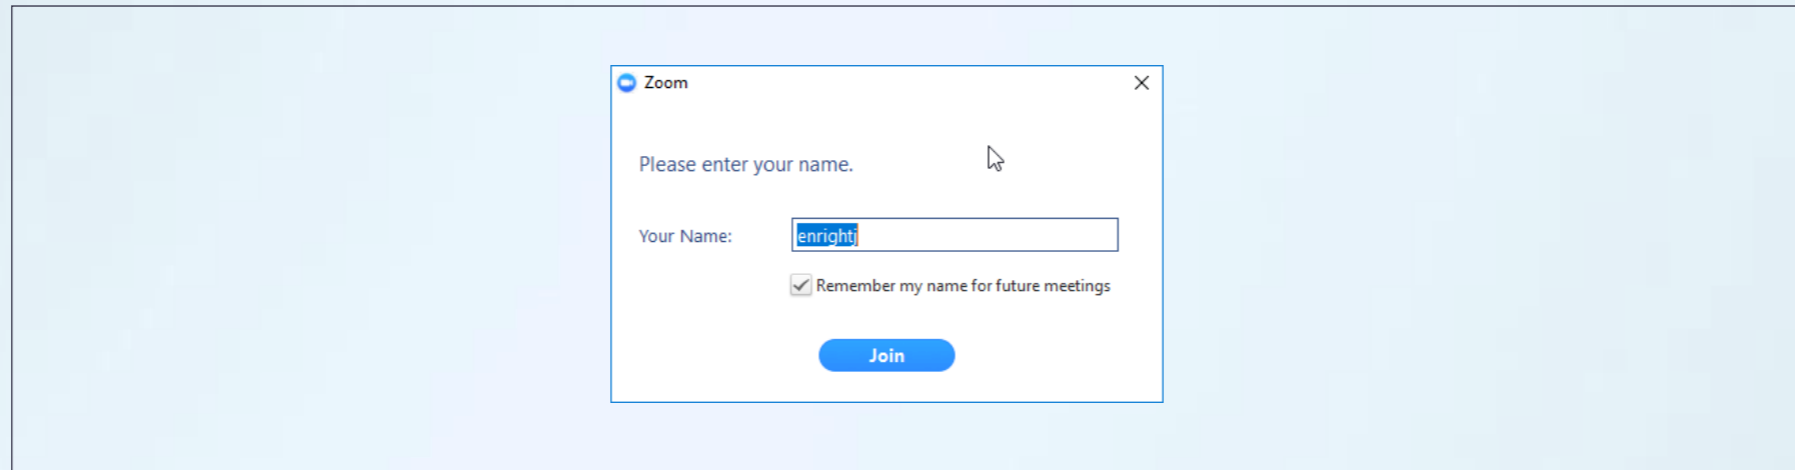 Zoom
Please enter your name.
Your Name: enrightj
Remember my name for future meetings
Join